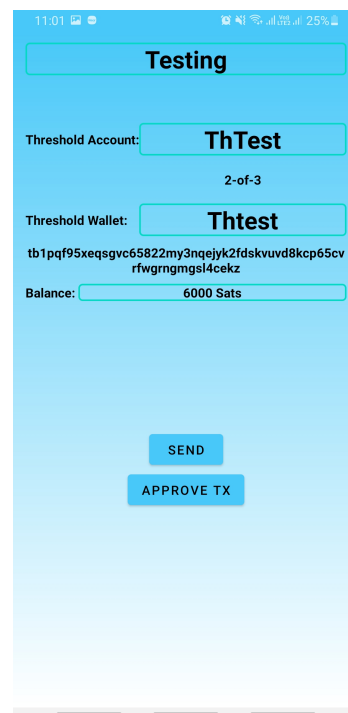 11:01 25%
Testing
Threshold Account: ThTest
2-of-3
Threshold Wallet: Thtest
tb1pqf95xeqsgvc65822my3nqejyk2fdskvuvd8kcp65cv
rfwgrngmgsl4cekz
Balance: 6000 Sats
SEND
APPROVE TX